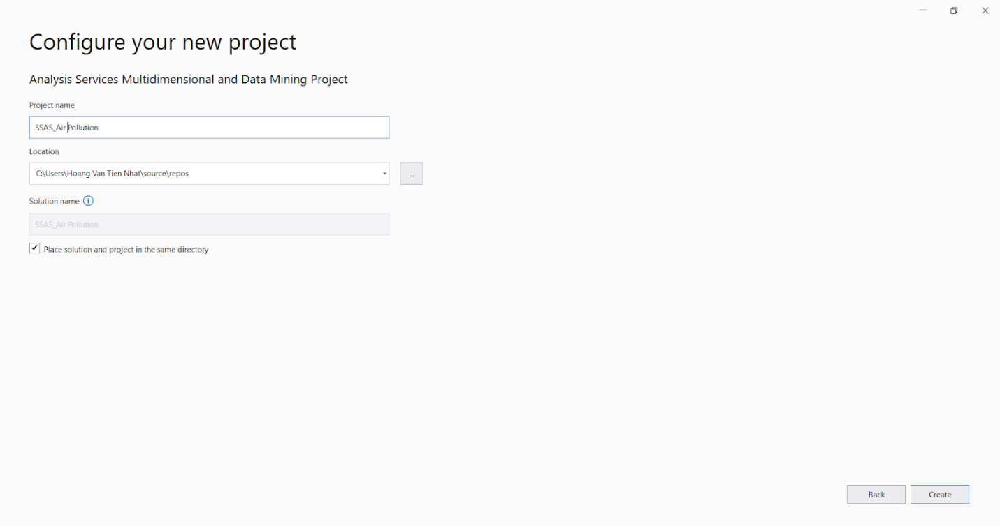 Configure your new project
Analysis Services Multidimensional and Data Mining Project
Project name
SSAS_Air Pollution
Location
C:\Users\Hoang Van Tien Nhat\source\repos
...
Solution name
SSAS_Air Pollution
Place solution and project in the same directory
Back Create